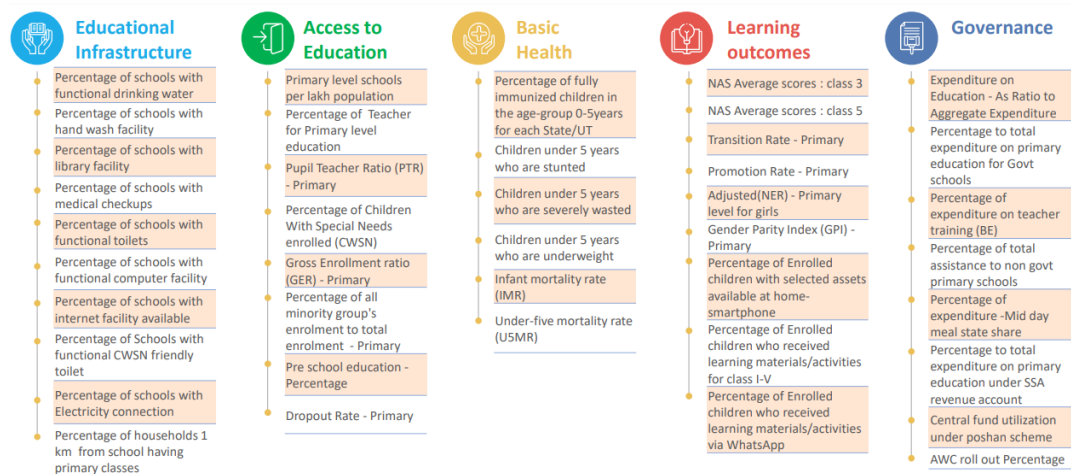 Educational
Infrastructure
Percentage of schools with
functional drinking water
Percentage of schools with
hand wash facility
Percentage of schools with
library facility
Percentage of schools with
medical checkups
Percentage of schools with
functional toilets
Percentage of schools with
functional computer facility
Percentage of schools with
internet facility available
Percentage of Schools with
functional CWSN friendly
toilet
Percentage of schools with
Electricity connection
Percentage of households 1
km from school having
primary classes
Access to
Education
Primary level schools
per lakh population
Percentage of Teacher
for Primary level
education
Pupil Teacher Ratio (PTR)
- Primary
Percentage of Children
With Special Needs
enrolled (CWSN)
Gross Enrollment ratio
(GER) - Primary
Percentage of all
minority group's
enrolment to total
enrolment - Primary
Pre school education -
Percentage
Dropout Rate - Primary
Basic
Health
Percentage of fully
immunized children in
the age-group 0-5years
for each State/UT
Children under 5 years
who are stunted
Children under 5 years
who are severely wasted
Children under 5 years
who are underweight
Infant mortality rate
(IMR)
Under-five mortality rate
(U5MR)
Learning
outcomes
NAS Average scores : class 3
NAS Average scores : class 5
Transition Rate - Primary
Promotion Rate - Primary
Adjusted(NER) - Primary
level for girls
Gender Parity Index (GPI) -
Primary
Percentage of Enrolled
children with selected assets
available at home-
smartphone
Percentage of Enrolled
children who received
learning materials/activities
for class I-V
Percentage of Enrolled
children who received
learning materials/activities
via WhatsApp
Governance
Expenditure on
Education - As Ratio to
Aggregate Expenditure
Percentage to total
expenditure on primary
education for Govt
schools
Percentage of
expenditure on teacher
training (BE)
Percentage of total
assistance to non govt
primary schools
Percentage of
expenditure -Mid day
meal state share
Percentage to total
expenditure on primary
education under SSA
revenue account
Central fund utilization
under poshan scheme
AWC roll out Percentage